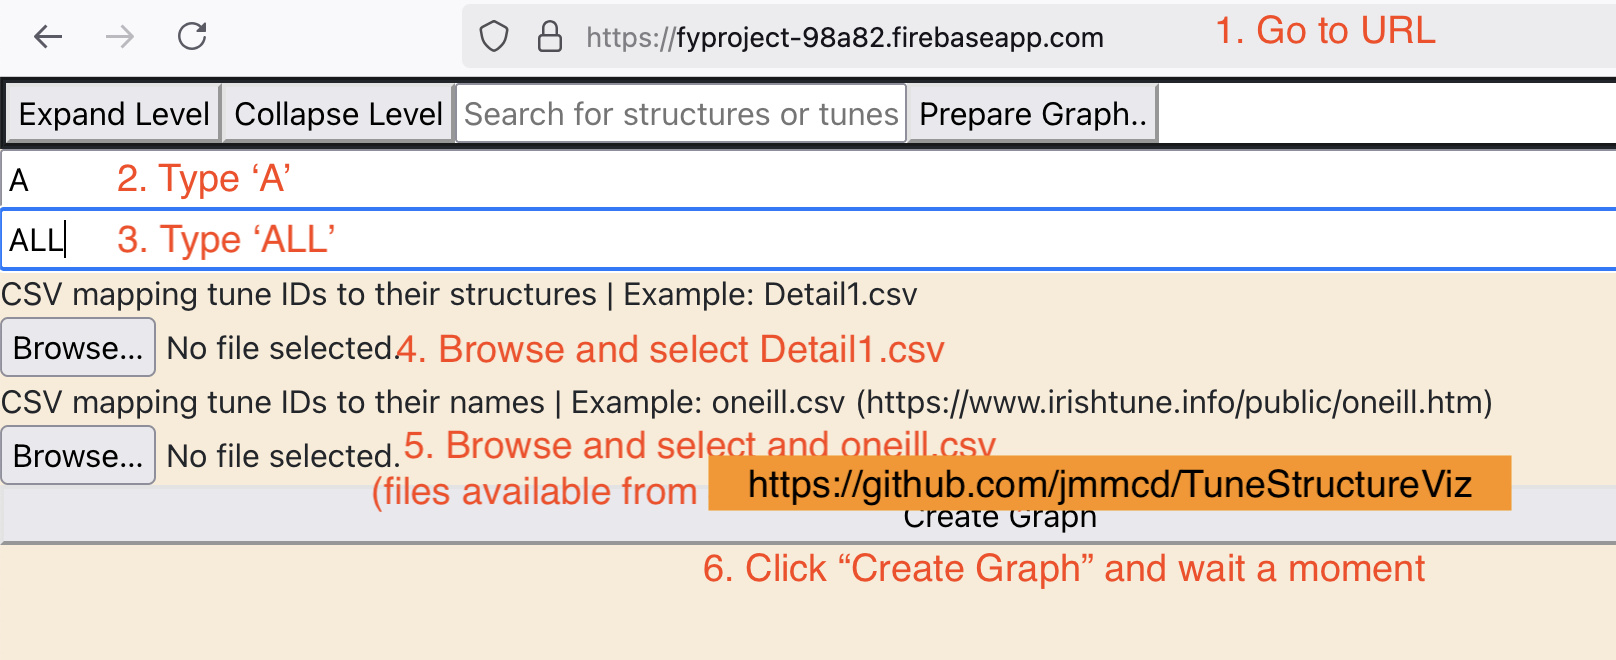 https://fyproject-98a82.firebaseapp.com 1. Go to URL
Expand Level Collapse Level Search for structures or tunes Prepare Graph..
A 2. Type ‘A’
ALL 3. Type ‘ALL’
CSV mapping tune IDs to their structures | Example: Detail1.csv
Browse... No file selected. 4. Browse and select Detail1.csv
CSV mapping tune IDs to their names | Example: oneill.csv (https://www.irishtune.info/public/oneill.htm)
Browse... No file selected. 5. Browse and select and oneill.csv
(files available from https://github.com/jmmcd/TuneStructureViz
Create Graph
6. Click “Create Graph” and wait a moment